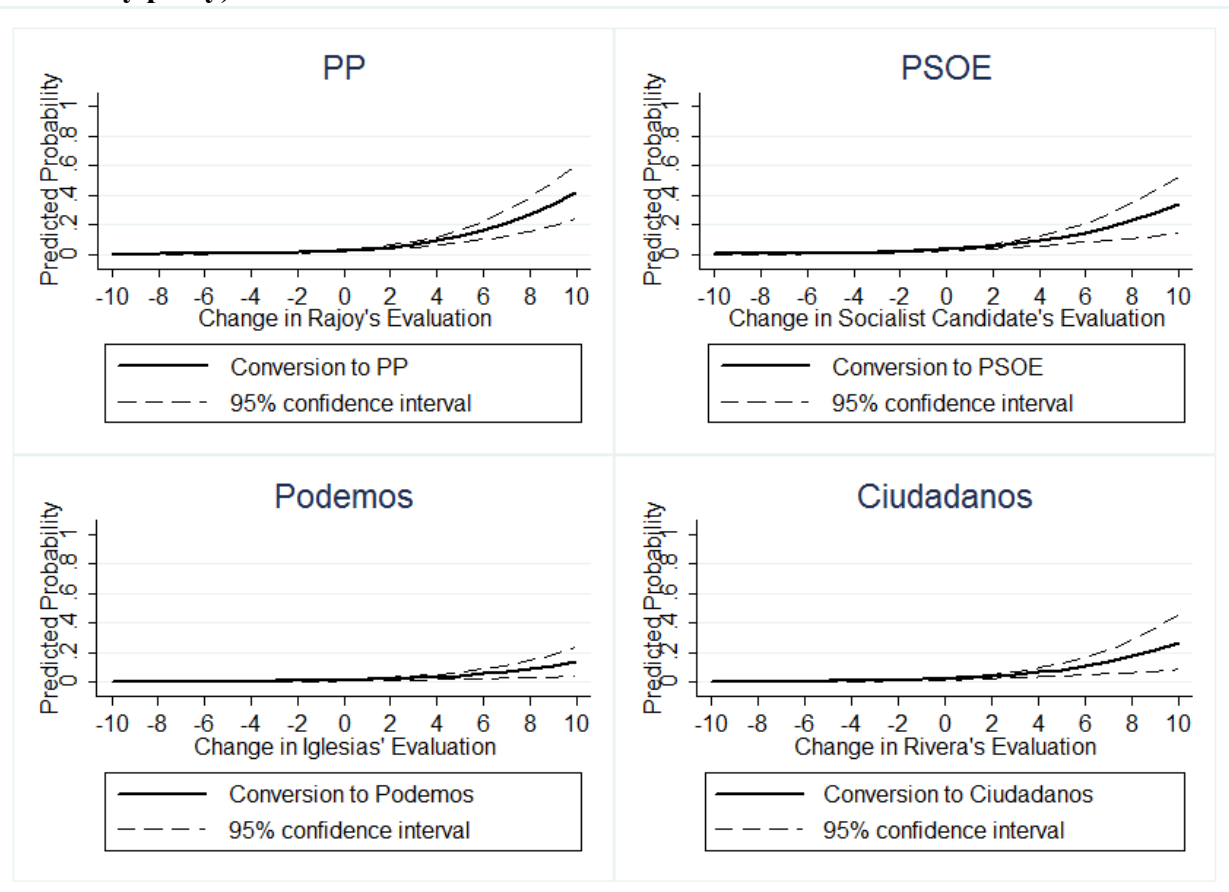 PP
Predicted Probability
0 .2 .4 .6 .8 1
-10 -8 -6 -4 -2 0 2 4 6 8 10
Change in Rajoy's Evaluation
Conversion to PP
95% confidence interval
PSOE
Predicted Probability
0 .2 .4 .6 .8 1
-10 -8 -6 -4 -2 0 2 4 6 8 10
Change in Socialist Candidate's Evaluation
Conversion to PSOE
95% confidence interval
Podemos
Predicted Probability
0 .2 .4 .6 .8 1
-10 -8 -6 -4 -2 0 2 4 6 8 10
Change in Iglesias' Evaluation
Conversion to Podemos
95% confidence interval
Ciudadanos
Predicted Probability
0 .2 .4 .6 .8 1
-10 -8 -6 -4 -2 0 2 4 6 8 10
Change in Rivera's Evaluation
Conversion to Ciudadanos
95% confidence interval